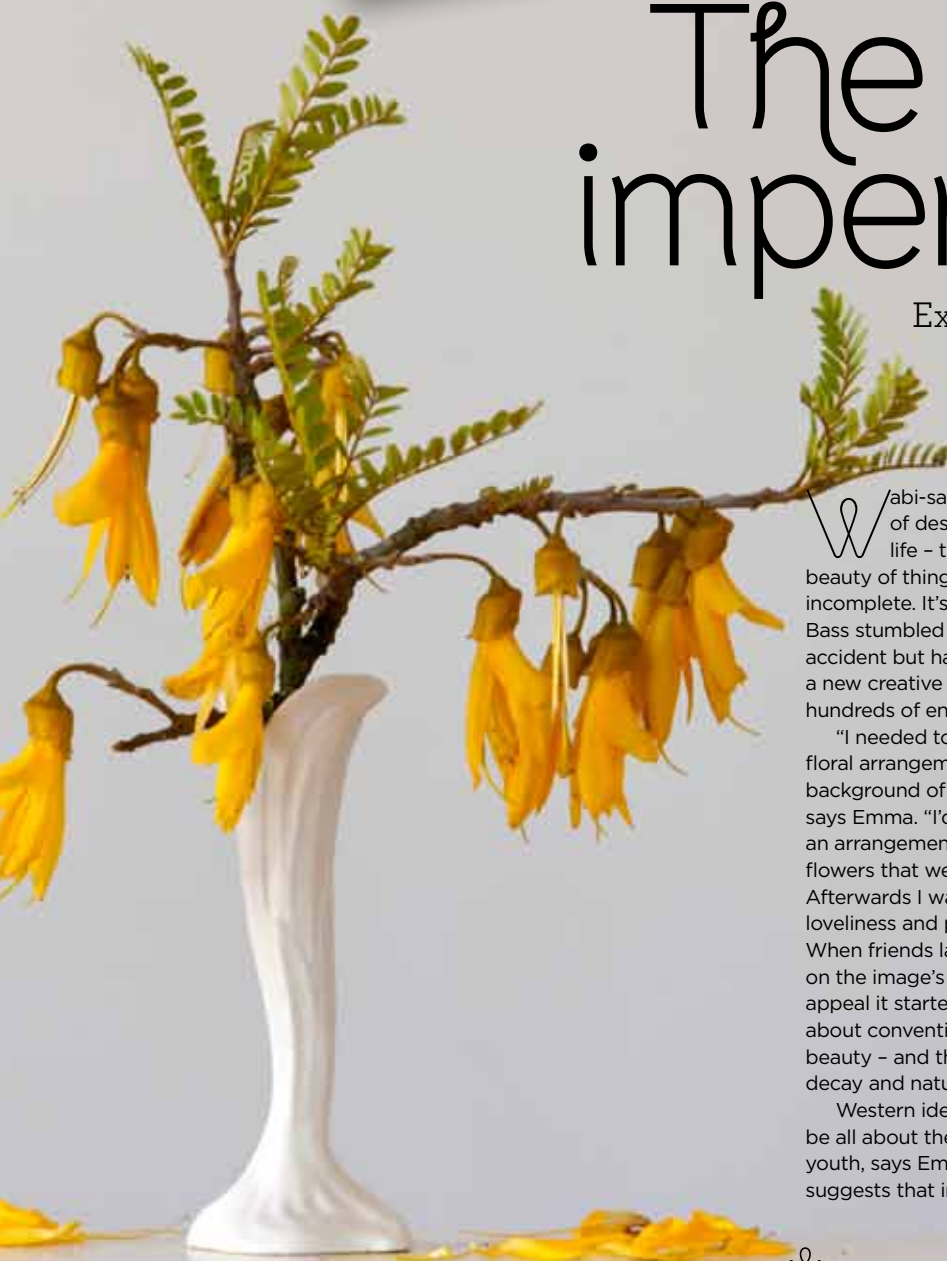 The
imper
Ex
Wabi-sa
of des
life – t
beauty of thing
incomplete. It's
Bass stumbled
accident but ha
a new creative
hundreds of en
“I needed to
floral arrangem
background of
says Emma. “I’d
an arrangemen
flowers that we
Afterwards I wa
loveliness and p
When friends la
on the image’s
appeal it starte
about conventi
beauty – and th
decay and natu
Western ide
be all about the
youth, says Em
suggests that i